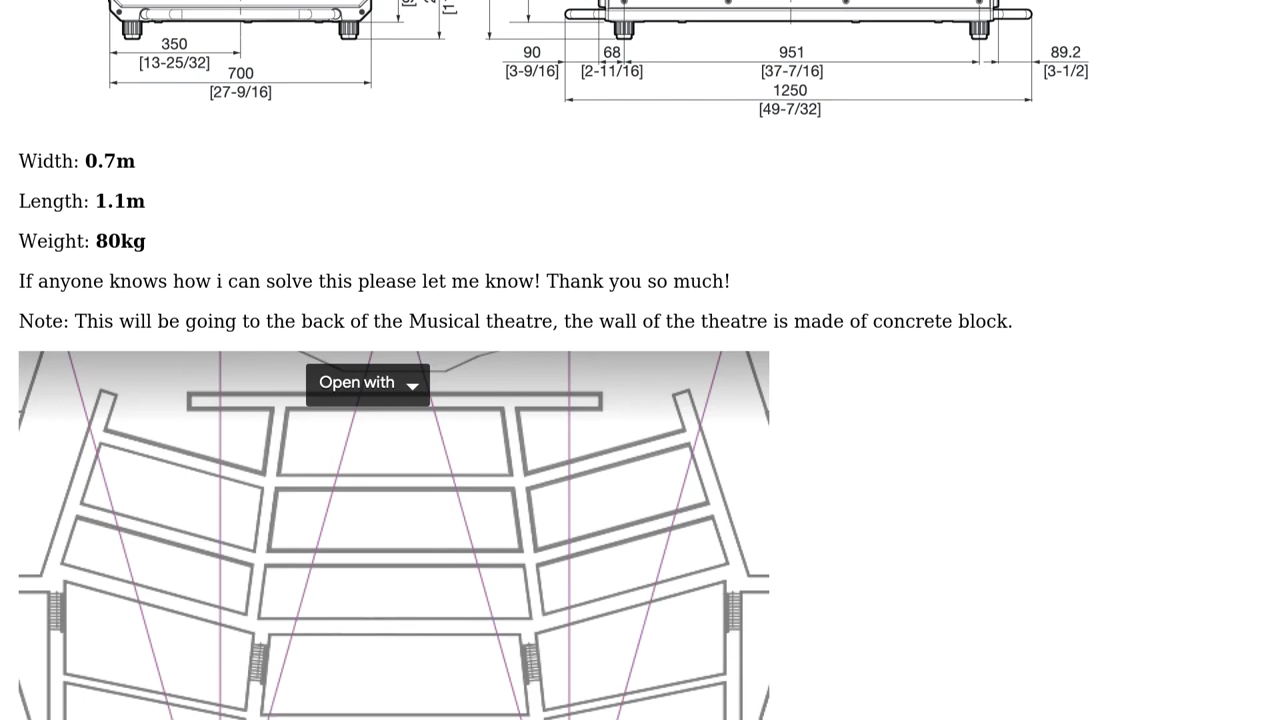 350
[13-25/32]
700
[27-9/16]
90
[3-9/16]
68
[2-11/16]
951
[37-7/16]
89.2
[3-1/2]
1250
[49-7/32]
Width: 0.7m
Length: 1.1m
Weight: 80kg
If anyone knows how i can solve this please let me know! Thank you so much!
Note: This will be going to the back of the Musical theatre, the wall of the theatre is made of concrete block.
Open with